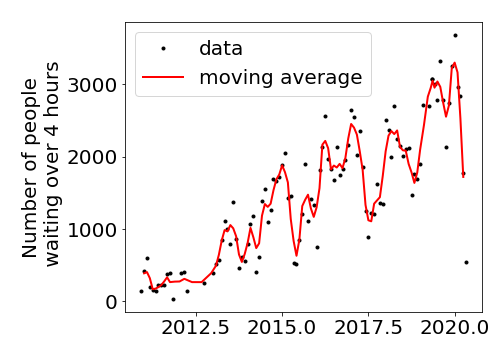 data
moving average
Number of people
waiting over 4 hours
3000
2000
1000
0
2012.5 2015.0 2017.5 2020.0